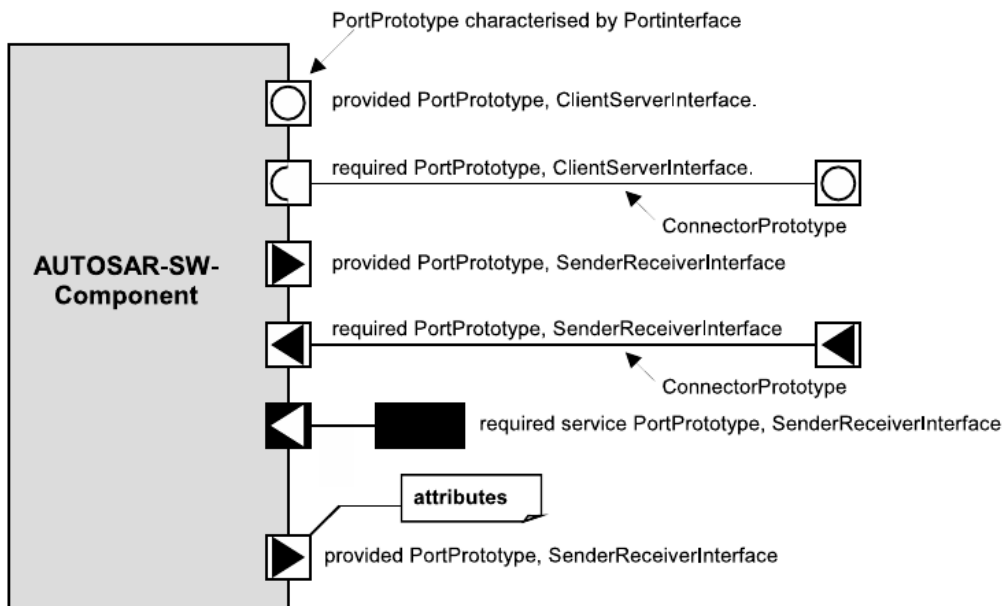 PortPrototype characterised by Portinterface
provided PortPrototype, ClientServerInterface.
required PortPrototype, ClientServerInterface.
ConnectorPrototype
AUTOSAR-SW-
Component
provided PortPrototype, SenderReceiverInterface
required PortPrototype, SenderReceiverInterface
ConnectorPrototype
required service PortPrototype, SenderReceiverInterface
attributes
provided PortPrototype, SenderReceiverInterface